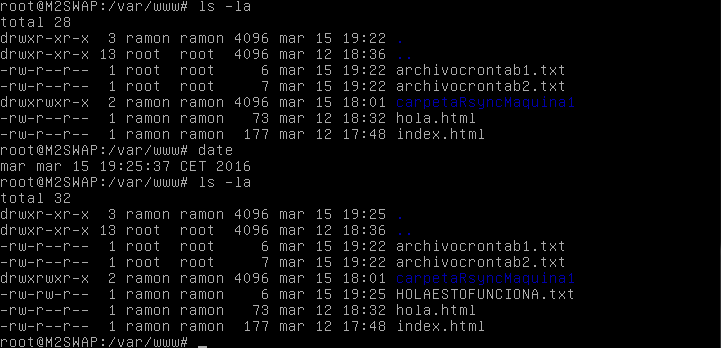 root@M2SWAP:/var/www# ls -la
total 28
drwxr-xr-x  3 ramon ramon 4096 mar 15 19:22 .
drwxr-xr-x 13 root  root  4096 mar 12 18:36 ..
-rw-r--r--  1 root  root     6 mar 15 19:22 archivocrontab1.txt
-rw-r--r--  1 root  root     7 mar 15 19:22 archivocrontab2.txt
drwxrwxr-x  2 ramon ramon 4096 mar 15 18:01 carpetaRsyncMaquina1
-rw-r--r--  1 ramon ramon   73 mar 12 18:32 hola.html
-rw-r--r--  1 ramon ramon  177 mar 12 17:48 index.html
root@M2SWAP:/var/www# date
mar mar 15 19:25:37 CET 2016
root@M2SWAP:/var/www# ls -la
total 32
drwxr-xr-x  3 ramon ramon 4096 mar 15 19:25 .
drwxr-xr-x 13 root  root  4096 mar 12 18:36 ..
-rw-r--r--  1 root  root     6 mar 15 19:22 archivocrontab1.txt
-rw-r--r--  1 root  root     7 mar 15 19:22 archivocrontab2.txt
drwxrwxr-x  2 ramon ramon 4096 mar 15 18:01 carpetaRsyncMaquina1
-rw-rw-r--  1 ramon ramon    6 mar 15 19:25 HOLAESTOFUNCIONA.txt
-rw-r--r--  1 ramon ramon   73 mar 12 18:32 hola.html
-rw-r--r--  1 ramon ramon  177 mar 12 17:48 index.html
root@M2SWAP:/var/www# _